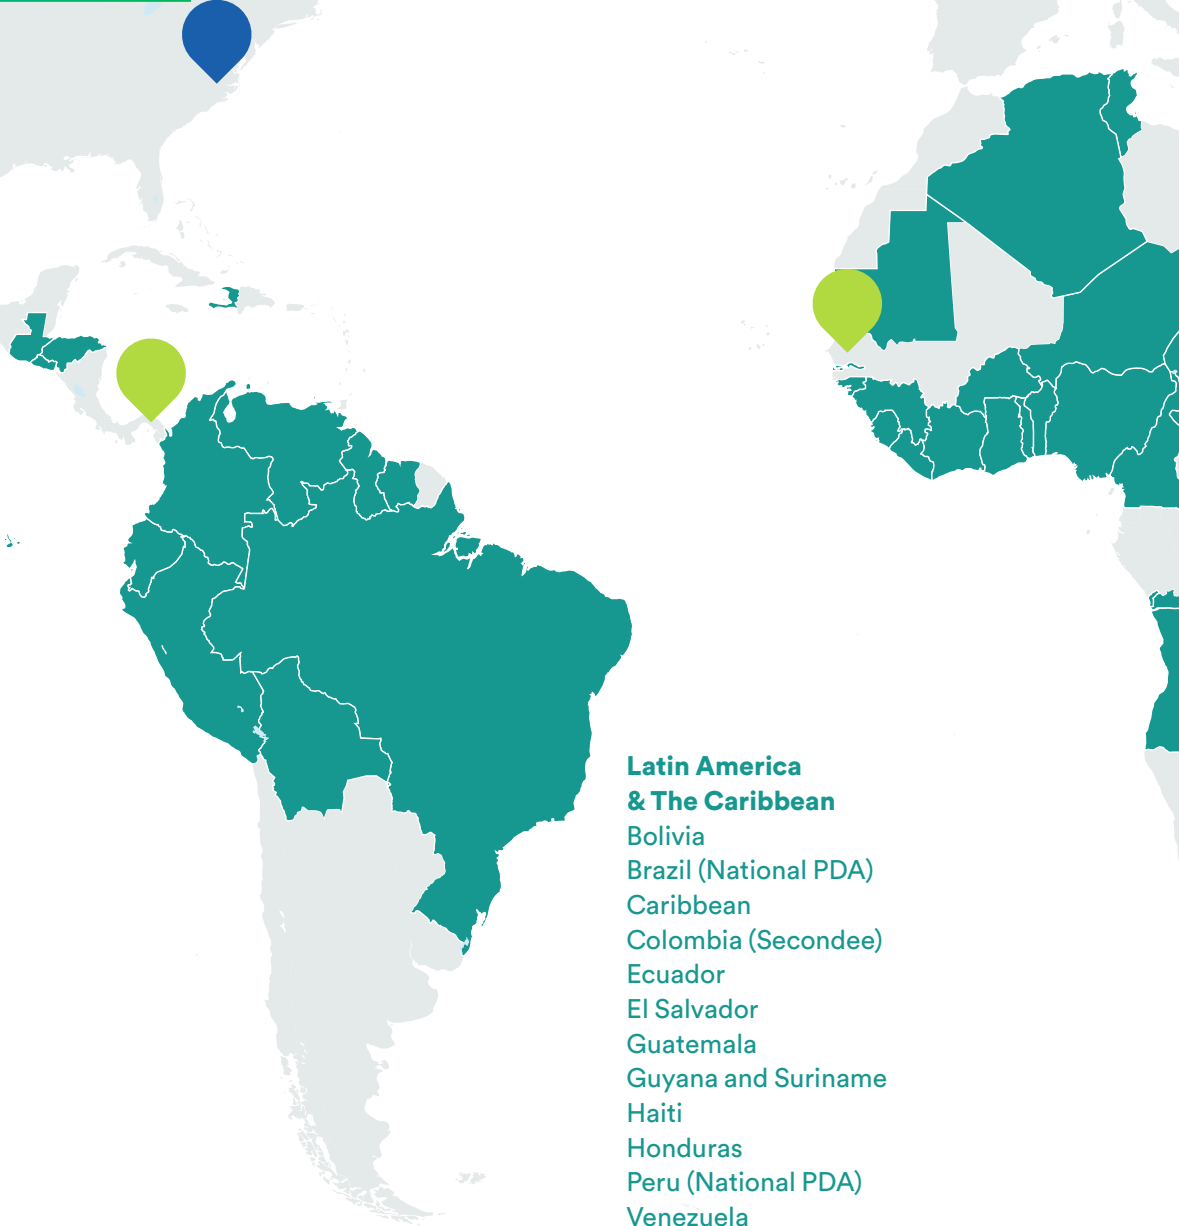 Latin America
& The Caribbean
Bolivia
Brazil (National PDA)
Caribbean
Colombia (Secondee)
Ecuador
El Salvador
Guatemala
Guyana and Suriname
Haiti
Honduras
Peru (National PDA)
Venezuela